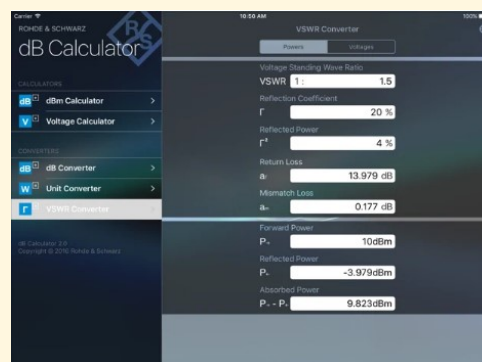 Carrier
10:50 AM
100%
ROHDE & SCHWARZ
dB Calculator
CALCULATORS
dB dBm Calculator
V Voltage Calculator
CONVERTERS
dB dB Converter
W Unit Converter
Γ VSWR Converter
dB Calculator 2.0
Copyright © 2016 Rohde & Schwarz
VSWR Converter
Powers Voltages
Voltage Standing Wave Ratio
VSWR 1 : 1.5
Reflection Coefficient
Γ 20 %
Reflected Power
Γ² 4 %
Return Loss
aᵣ 13.979 dB
Mismatch Loss
0.177 dB
Forward Power
P₊ 10dBm
Reflected Power
P₋ -3.979dBm
Absorbed Power
P₊ - P₋ 9.823dBm